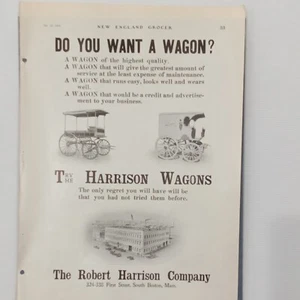 NEW ENGLAND GROCER
DO YOU WANT A WAGON?
A WAGON of the highest quality.
A WAGON that will give the greatest amount of
service at the least expense of maintenance.
A WAGON that runs easy, looks well and wears
well.
A WAGON that would be a credit and advertise-
ment to your business.
TRY THE HARRISON WAGONS
The only regret you will have will be
that you had not tried them before.
The Robert Harrison Company
Street, South Boston, Mass.